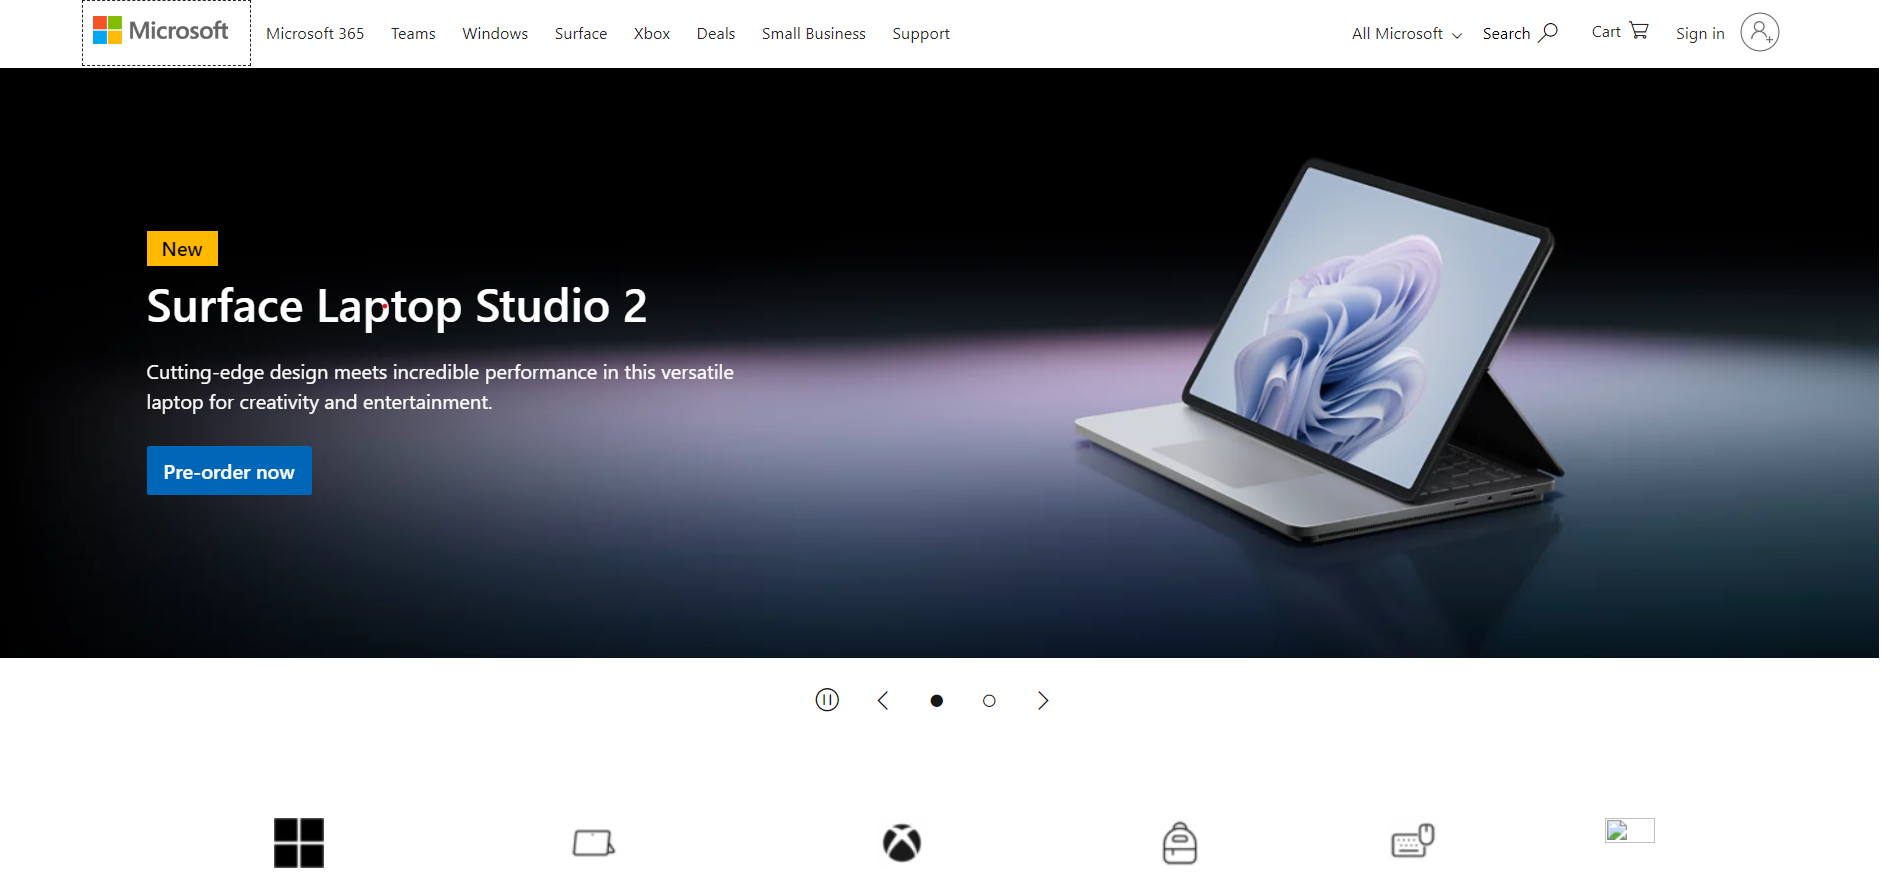 Microsoft Microsoft 365 Teams Windows Surface Xbox Deals Small Business Support All Microsoft Search Cart Sign in
New
Surface Laptop Studio 2
Cutting-edge design meets incredible performance in this versatile
laptop for creativity and entertainment.
Pre-order now